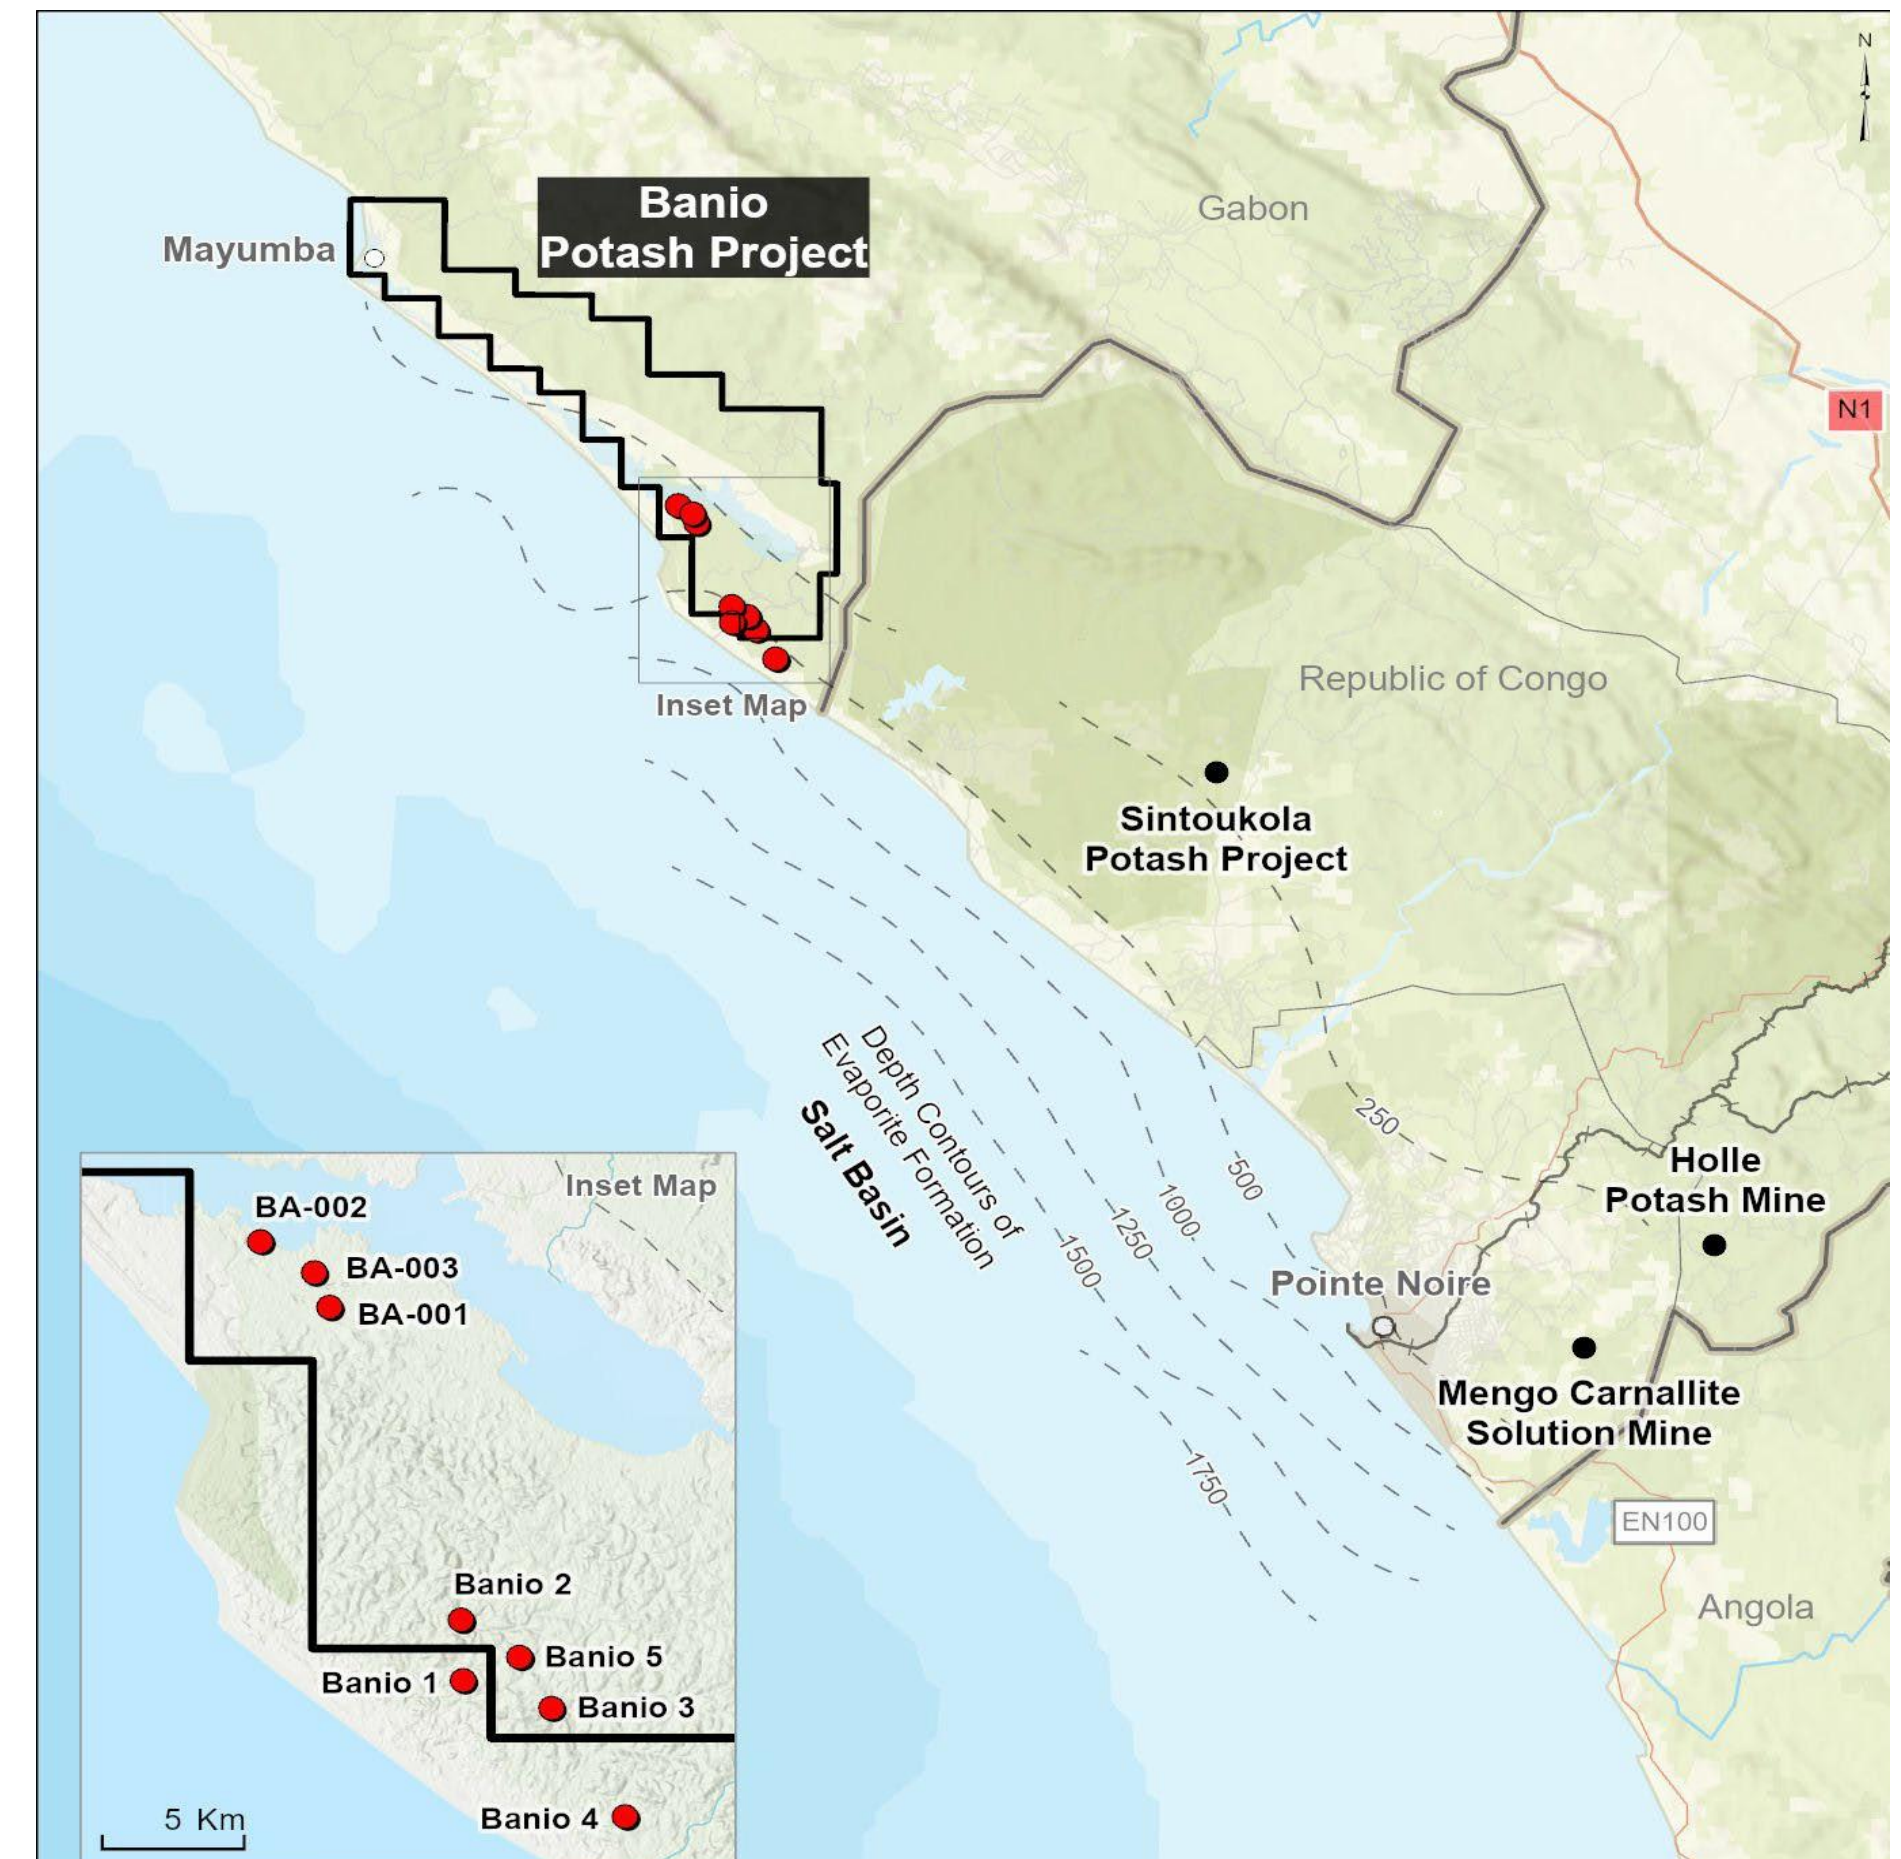 N
Banio
Potash Project
Gabon
Mayumba
N1
Republic of Congo
Inset Map
Sintoukola
Potash Project
Depth Contours of
Evaporite Formation
Salt Basin
250
500
1000
1250
1500
1750
Holle
Potash Mine
Pointe Noire
Mengo Carnallite
Solution Mine
EN100
Angola
Inset Map
BA-002
BA-003
BA-001
Banio 2
Banio 5
Banio 1
Banio 3
Banio 4
5 Km